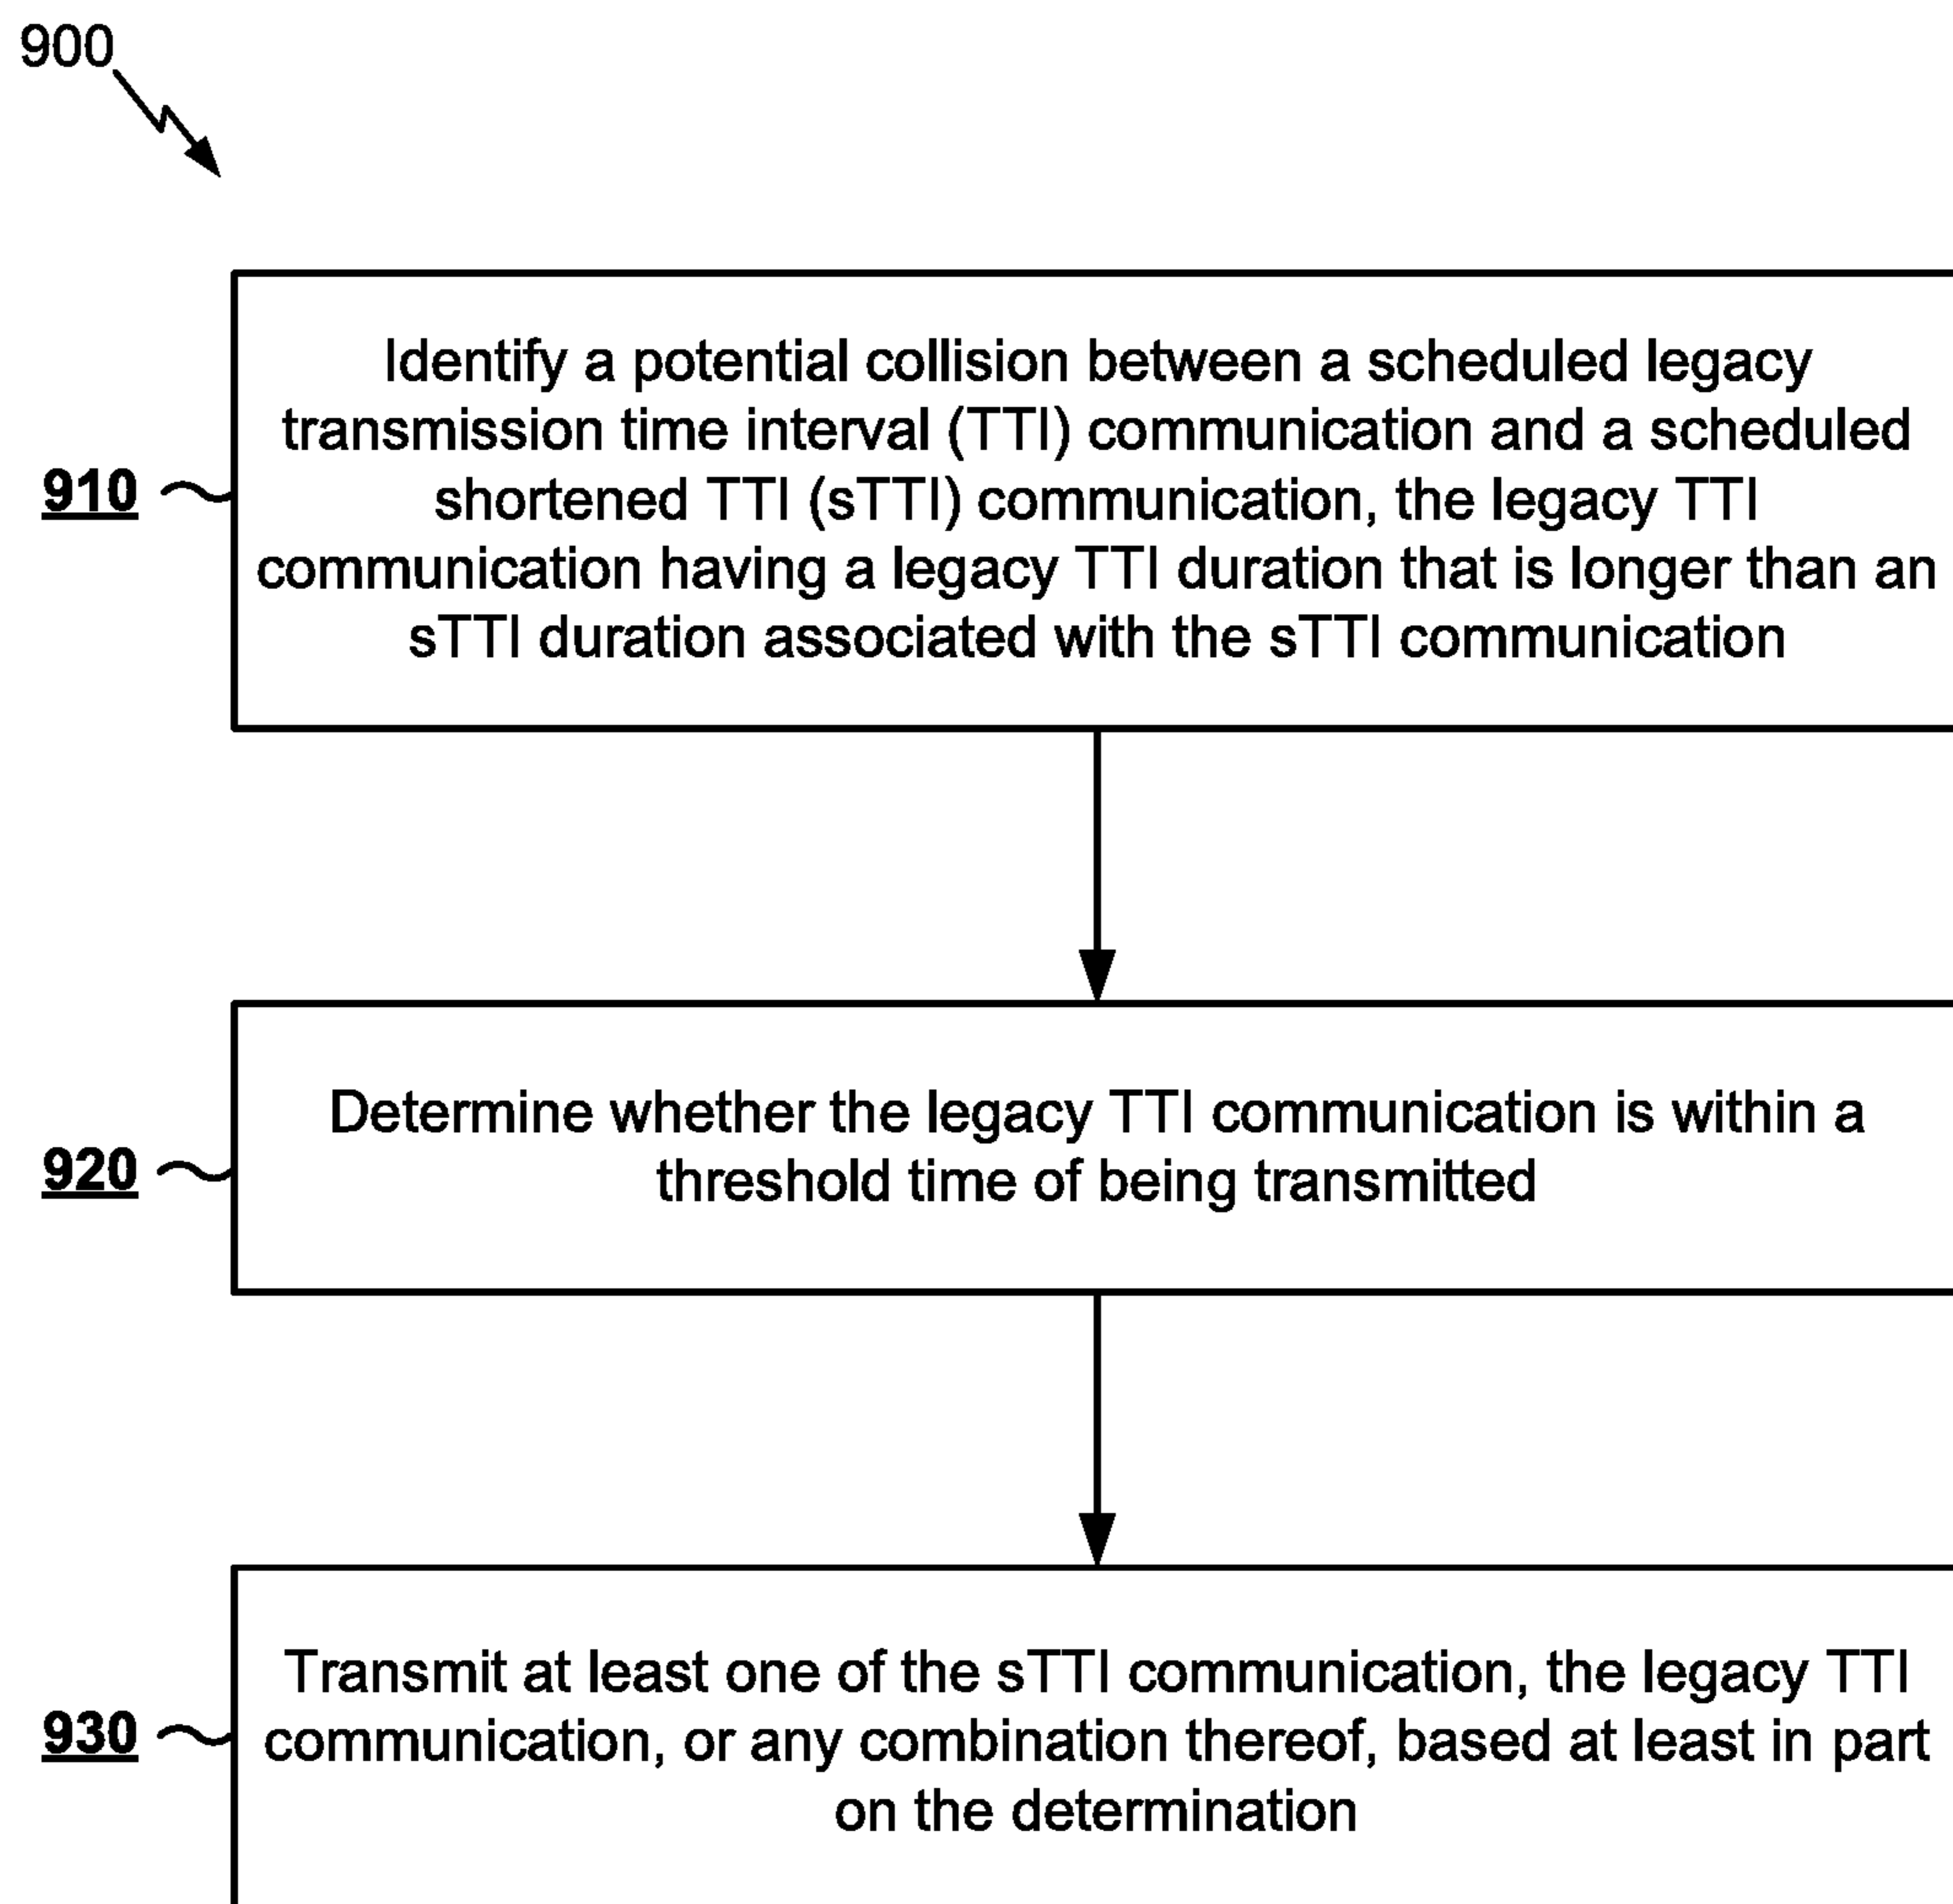 900
Identify a potential collision between a scheduled legacy
transmission time interval (TTI) communication and a scheduled
shortened TTI (sTTI) communication, the legacy TTI
communication having a legacy TTI duration that is longer than an
sTTI duration associated with the sTTI communication
910
Determine whether the legacy TTI communication is within a
threshold time of being transmitted
920
Transmit at least one of the sTTI communication, the legacy TTI
communication, or any combination thereof, based at least in part
on the determination
930